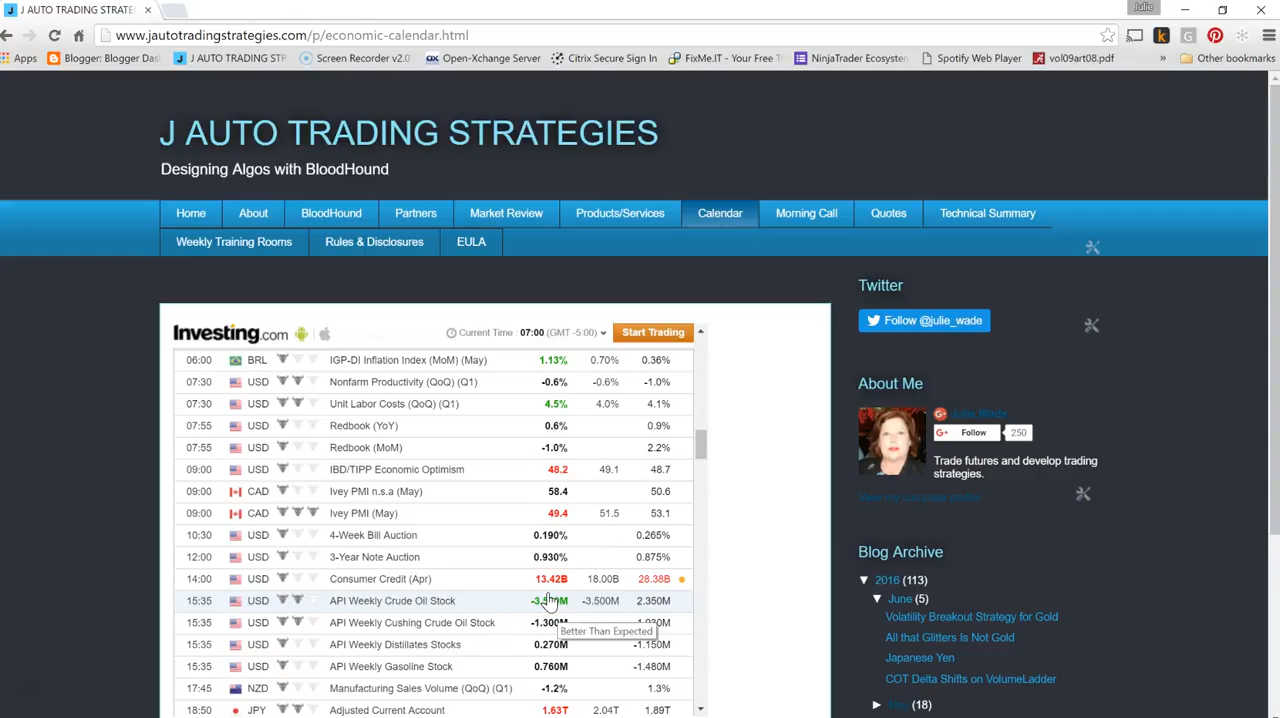 J AUTO TRADING STRATE
Julie
www.jautotradingstrategies.com/p/economic-calendar.html
Apps Blogger: Blogger Das J AUTO TRADING STR Screen Recorder v2.0 Open-Xchange Server Citrix Secure Sign In FixMe.IT - Your Free T NinjaTrader Ecosyste Spotify Web Player vol09art08.pdf » Other bookmarks
J AUTO TRADING STRATEGIES
Designing Algos with BloodHound
Home About BloodHound Partners Market Review Products/Services Calendar Morning Call Quotes Technical Summary
Weekly Training Rooms Rules & Disclosures EULA
Investing.com Current Time : 07:00 (GMT -5:00) Start Trading
06:00 BRL IGP-DI Inflation Index (MoM) (May) 1.13% 0.70% 0.36%
07:30 USD Nonfarm Productivity (QoQ) (Q1) -0.6% -0.6% -1.0%
07:30 USD Unit Labor Costs (QoQ) (Q1) 4.5% 4.0% 4.1%
07:55 USD Redbook (YoY) 0.6% 0.9%
07:55 USD Redbook (MoM) -1.0% 2.2%
09:00 USD IBD/TIPP Economic Optimism 48.2 49.1 48.7
09:00 CAD Ivey PMI n.s.a (May) 58.4 50.6
09:00 CAD Ivey PMI (May) 49.4 51.5 53.1
10:30 USD 4-Week Bill Auction 0.190% 0.265%
12:00 USD 3-Year Note Auction 0.930% 0.875%
14:00 USD Consumer Credit (Apr) 13.42B 18.00B 28.38B
15:35 USD API Weekly Crude Oil Stock -3.500M 2.350M
15:35 USD API Weekly Cushing Crude Oil Stock -1.300M
Better Than Expected
15:35 USD API Weekly Distillates Stocks 0.270M -1.150M
15:35 USD API Weekly Gasoline Stock 0.760M -1.480M
17:45 NZD Manufacturing Sales Volume (QoQ) (Q1) -1.2% 1.3%
18:50 JPY Adjusted Current Account 1.63T 2.04T 1.89T
Twitter
Follow @julie_wade
About Me
Julie Wade
Follow 250
Trade futures and develop trading
strategies.
View my complete profile
Blog Archive
▼ 2016 (113)
▼ June (5)
Volatility Breakout Strategy for Gold
All that Glitters Is Not Gold
Japanese Yen
COT Delta Shifts on VolumeLadder
► May (18)